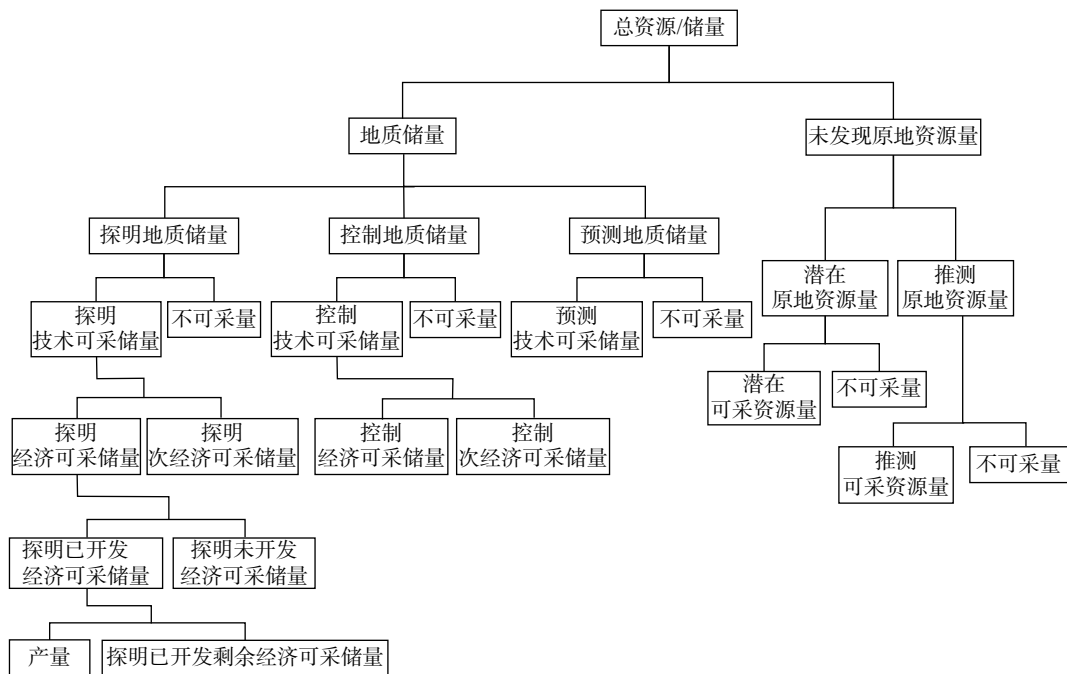 总资源/储量
地质储量
未发现原地资源量
探明地质储量
控制地质储量
预测地质储量
潜在
原地资源量
推测
原地资源量
探明
技术可采储量
不可采量
控制
技术可采储量
不可采量
预测
技术可采储量
不可采量
潜在
可采资源量
不可采量
探明
经济可采储量
探明
次经济可采储量
控制
经济可采储量
控制
次经济可采储量
推测
可采资源量
不可采量
探明已开发
经济可采储量
探明未开发
经济可采储量
产量
探明已开发剩余经济可采储量